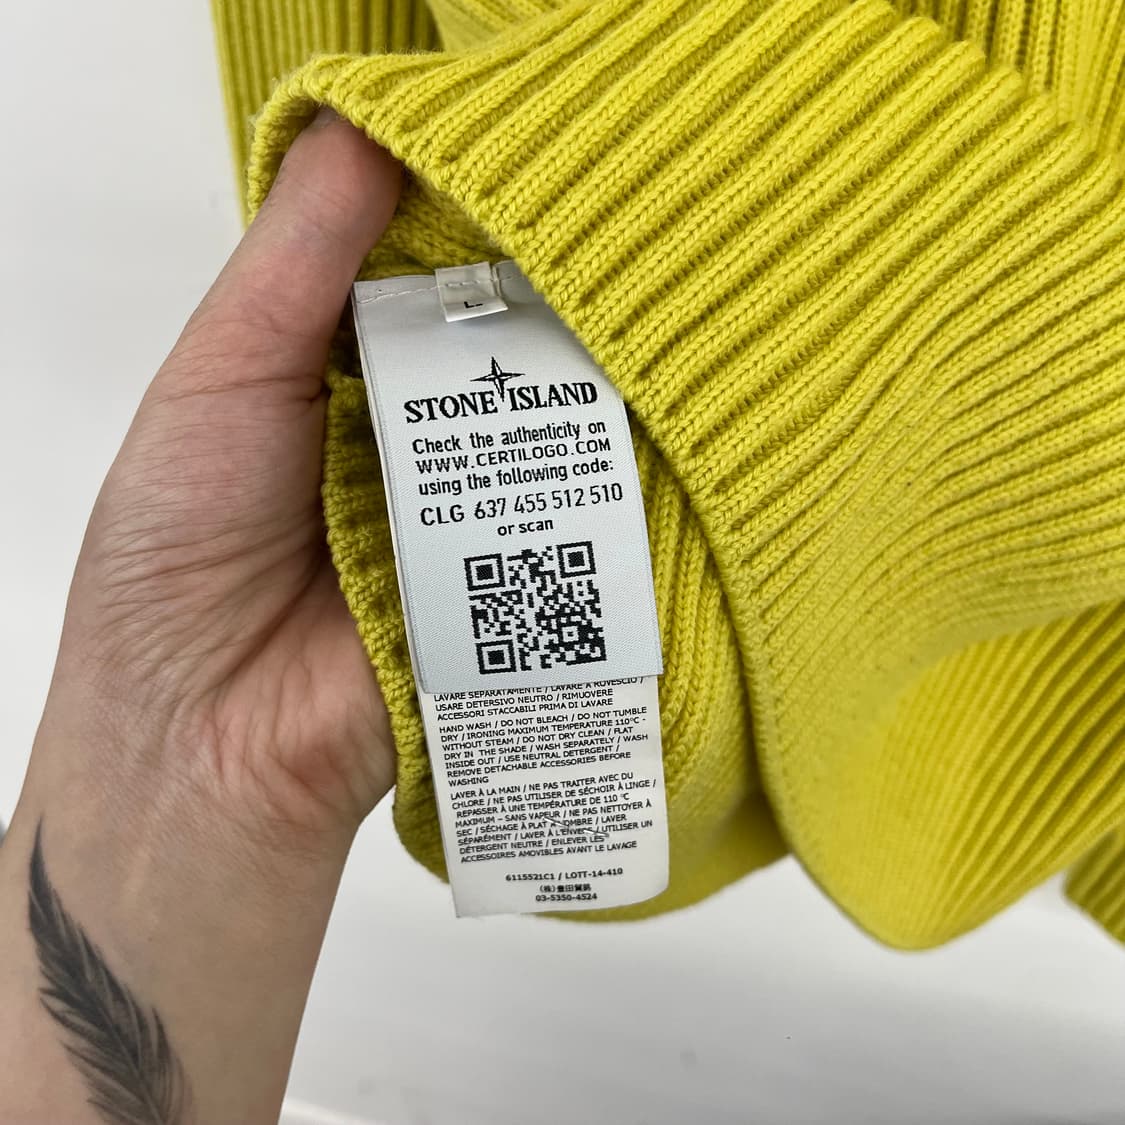 L
STONE ISLAND
Check the authenticity on
WWW.CERTILOGO.COM
using the following code:
CLG 637 455 512 510
or scan
LAVARE SEPARATAMENTE / LAVARE A ROVESCIO /
USARE DETERSIVO NEUTRO / RIMUOVERE
ACCESSORI STACCABILI PRIMA DI LAVARE
HAND WASH / DO NOT BLEACH / DO NOT TUMBLE
DRY / IRONING MAXIMUM TEMPERATURE 110°C -
WITHOUT STEAM / DO NOT DRY CLEAN / FLAT
DRY IN THE SHADE / WASH SEPARATELY / WASH
INSIDE OUT / USE NEUTRAL DETERGENT /
REMOVE DETACHABLE ACCESSORIES BEFORE
WASHING
LAVER À LA MAIN / NE PAS TRAITER AVEC DU
CHLORE / NE PAS UTILISER DE SÉCHOIR À LINGE /
REPASSER À UNE TEMPÉRATURE DE 110 °C
MAXIMUM – SANS VAPEUR / NE PAS NETTOYER À
SEC / SÉCHAGE À PLAT A L'OMBRE / LAVER
SÉPARÉMENT / LAVER À L'ENVERS / UTILISER UN
DÉTERGENT NEUTRE / ENLEVER LES
ACCESSOIRES AMOVIBLES AVANT LE LAVAGE
6115521C1 / LOTT-14-410
(株)豊田貿易
03-5350-4524